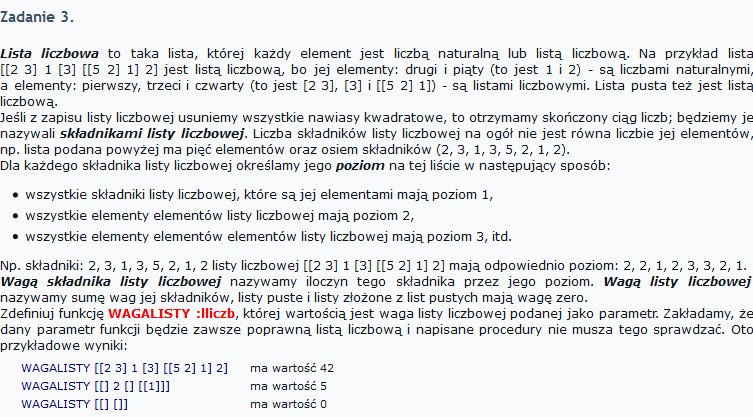 Zadanie 3.
Lista liczbowa to taka lista, której każdy element jest liczbą naturalną lub listą liczbową. Na przykład lista
[[2 3] 1 [3] [[5 2] 1] 2] jest listą liczbową, bo jej elementy: drugi i piąty (to jest 1 i 2) - są liczbami naturalnymi,
a elementy: pierwszy, trzeci i czwarty (to jest [2 3], [3] i [[5 2] 1]) - są listami liczbowymi. Lista pusta też jest listą
liczbową.
Jeśli z zapisu listy liczbowej usuniemy wszystkie nawiasy kwadratowe, to otrzymamy skończony ciąg liczb; będziemy je
nazywali składnikami listy liczbowej. Liczba składników listy liczbowej na ogół nie jest równa liczbie jej elementów,
np. lista podana powyżej ma pięć elementów oraz osiem składników (2, 3, 1, 3, 5, 2, 1, 2).
Dla każdego składnika listy liczbowej określamy jego poziom na tej liście w następujący sposób:
• wszystkie składniki listy liczbowej, które są jej elementami mają poziom 1,
• wszystkie elementy elementów listy liczbowej mają poziom 2,
• wszystkie elementy elementów elementów listy liczbowej mają poziom 3, itd.
Np. składniki: 2, 3, 1, 3, 5, 2, 1, 2 listy liczbowej [[2 3] 1 [3] [[5 2] 1] 2] mają odpowiednio poziom: 2, 2, 1, 2, 3, 3, 2, 1.
Wagą składnika listy liczbowej nazywamy iloczyn tego składnika przez jego poziom. Wagą listy liczbowej
nazywamy sumę wag jej składników, listy puste i listy złożone z list pustych mają wagę zero.
Zdefiniuj funkcję WAGALISTY :lliczb, której wartością jest waga listy liczbowej podanej jako parametr. Zakładamy, że
dany parametr funkcji będzie zawsze poprawną listą liczbową i napisane procedury nie musza tego sprawdzać. Oto
przykładowe wyniki:
WAGALISTY [[2 3] 1 [3] [[5 2] 1] 2] ma wartość 42
WAGALISTY [[] 2 [] [[1]]] ma wartość 5
WAGALISTY [[] []] ma wartość 0